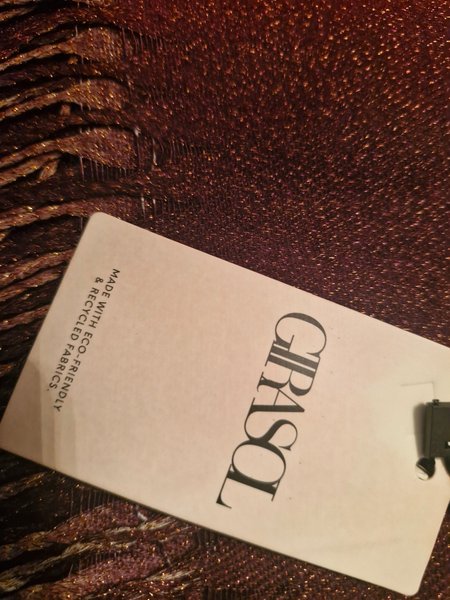 GIRASOL
MADE WITH ECO-FRIENDLY
& RECYCLED FABRICS.